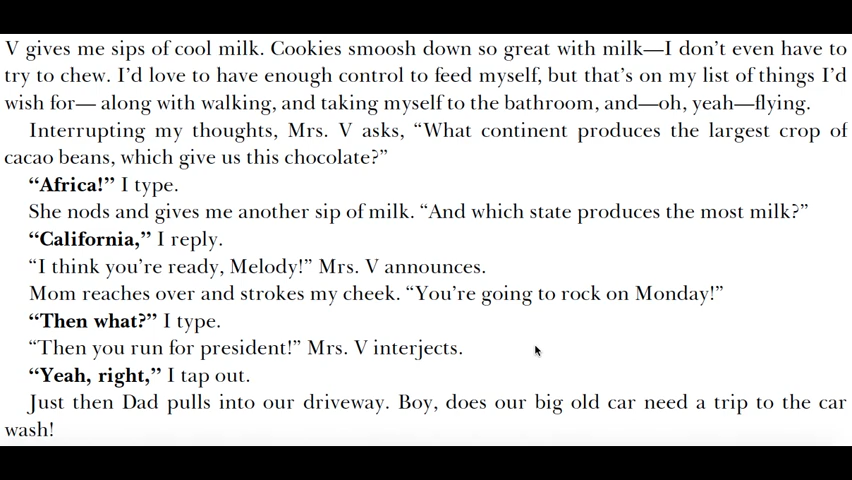 V gives me sips of cool milk. Cookies smoosh down so great with milk—I don’t even have to
try to chew. I’d love to have enough control to feed myself, but that’s on my list of things I’d
wish for— along with walking, and taking myself to the bathroom, and—oh, yeah—flying.
Interrupting my thoughts, Mrs. V asks, “What continent produces the largest crop of
cacao beans, which give us this chocolate?”
“Africa!” I type.
She nods and gives me another sip of milk. “And which state produces the most milk?”
“California,” I reply.
“I think you’re ready, Melody!” Mrs. V announces.
Mom reaches over and strokes my cheek. “You’re going to rock on Monday!”
“Then what?” I type.
“Then you run for president!” Mrs. V interjects.
“Yeah, right,” I tap out.
Just then Dad pulls into our driveway. Boy, does our big old car need a trip to the car
wash!